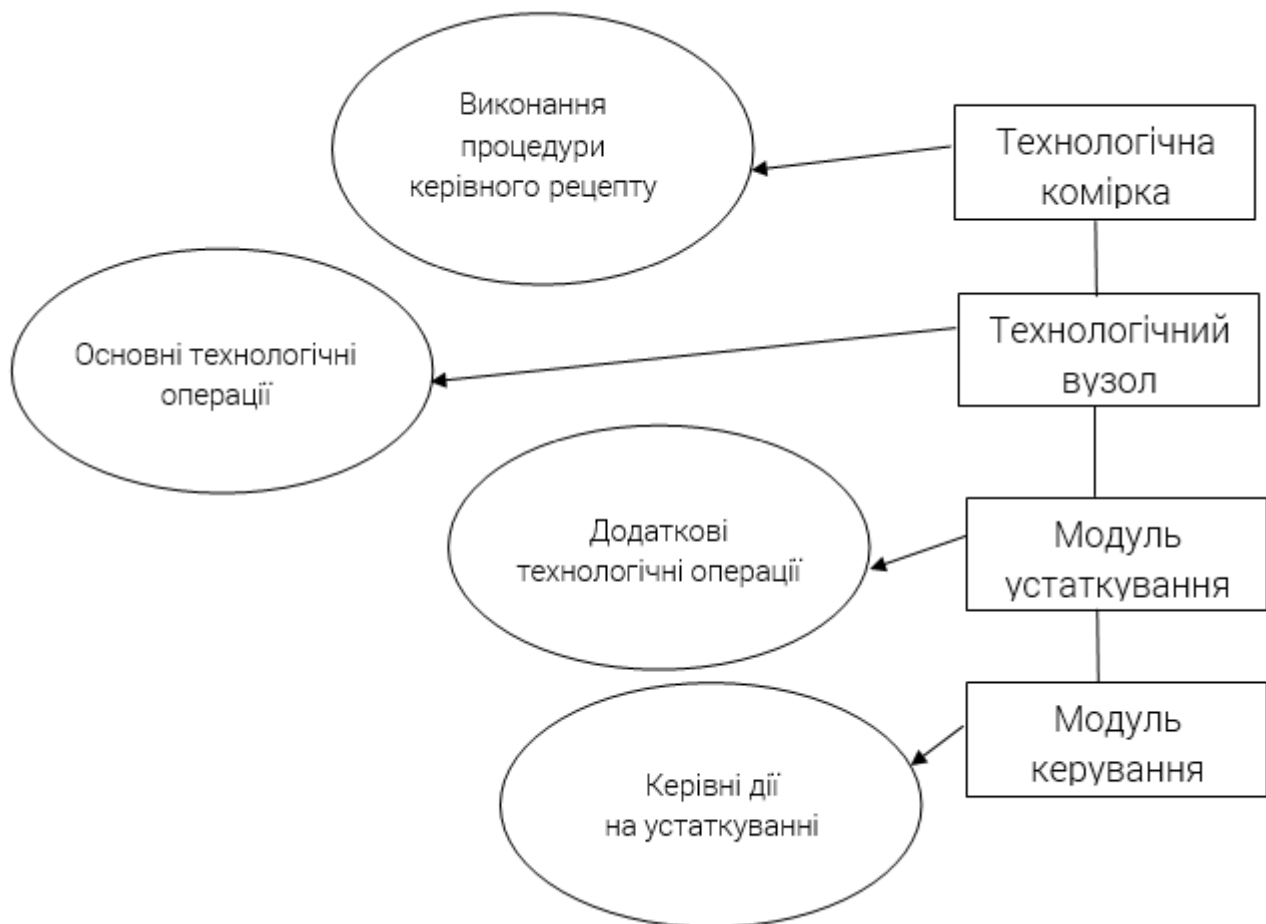 Виконання
процедури
керівного рецепту
Технологічна
комірка
Основні технологічні
операції
Технологічний
вузол
Додаткові
технологічні операції
Модуль
устаткування
Керівні дії
на устаткуванні
Модуль
керування